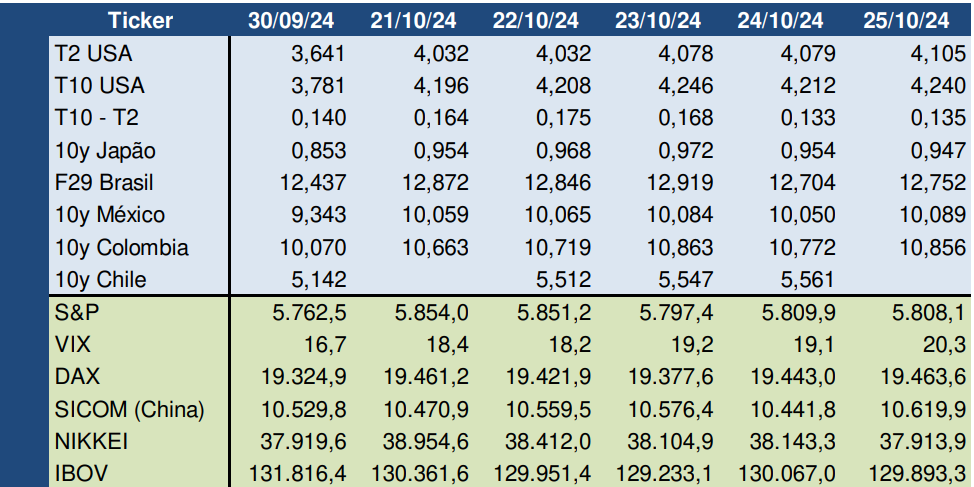 Ticker 30/09/24 21/10/24 22/10/24 23/10/24 24/10/24 25/10/24
T2 USA 3,641 4,032 4,032 4,078 4,079 4,105
T10 USA 3,781 4,196 4,208 4,246 4,212 4,240
T10 - T2 0,140 0,164 0,175 0,168 0,133 0,135
10y Japão 0,853 0,954 0,968 0,972 0,954 0,947
F29 Brasil 12,437 12,872 12,846 12,919 12,704 12,752
10y México 9,343 10,059 10,065 10,084 10,050 10,089
10y Colombia 10,070 10,663 10,719 10,863 10,772 10,856
10y Chile 5,142 5,512 5,547 5,561
S&P 5.762,5 5.854,0 5.851,2 5.797,4 5.809,9 5.808,1
VIX 16,7 18,4 18,2 19,2 19,1 20,3
DAX 19.324,9 19.461,2 19.421,9 19.377,6 19.443,0 19.463,6
SICOM (China) 10.529,8 10.470,9 10.559,5 10.576,4 10.441,8 10.619,9
NIKKEI 37.919,6 38.954,6 38.412,0 38.104,9 38.143,3 37.913,9
IBOV 131.816,4 130.361,6 129.951,4 129.233,1 130.067,0 129.893,3